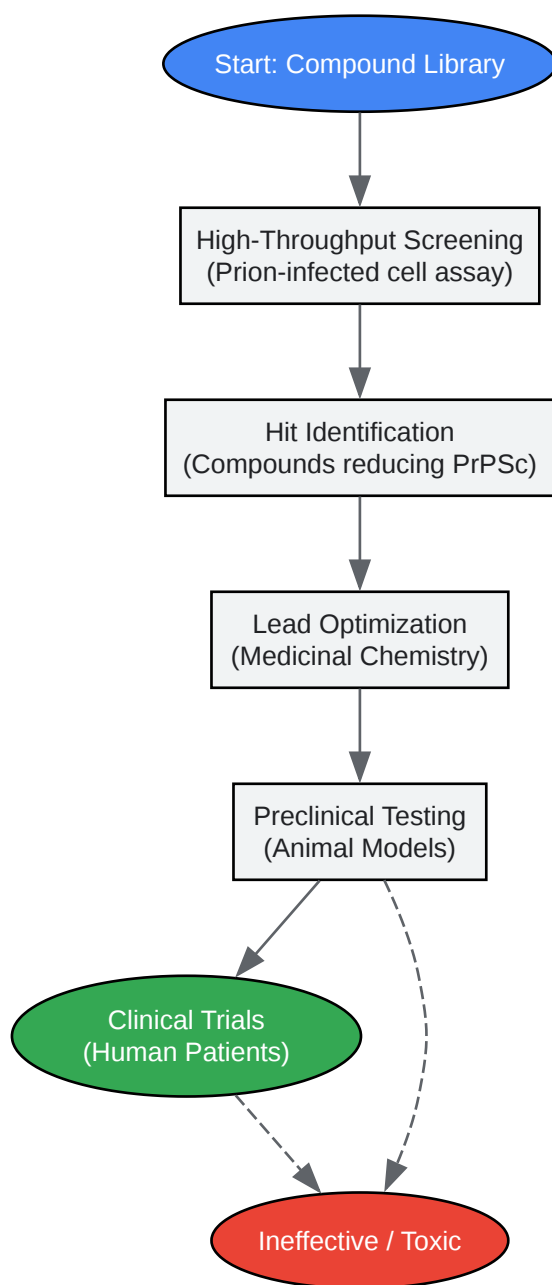 Start: Compound Library
High-Throughput Screening
(Prion-infected cell assay)
Hit Identification
(Compounds reducing PrPSc)
Lead Optimization
(Medicinal Chemistry)
Preclinical Testing
(Animal Models)
Clinical Trials
(Human Patients)
Ineffective / Toxic